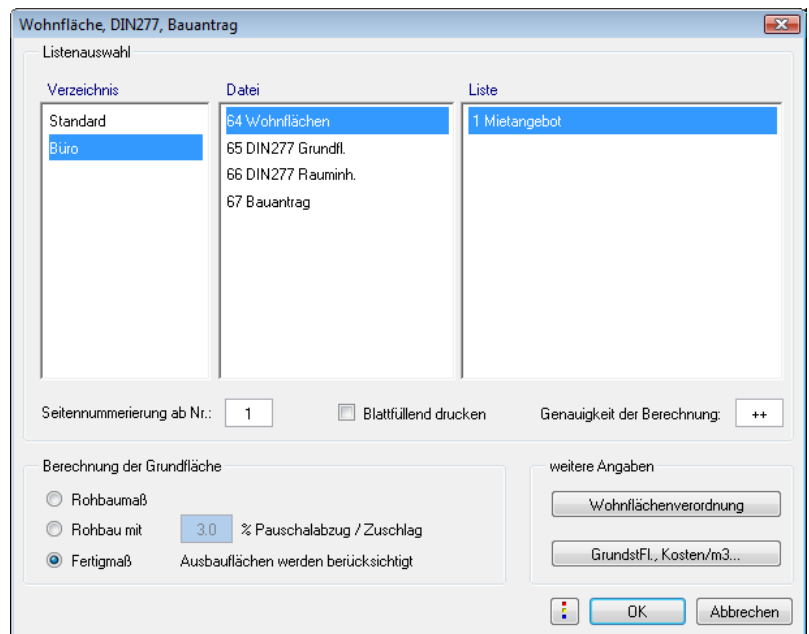 Wohnfläche, DIN277, Bauantrag
Listenauswahl
Verzeichnis Datei Liste
Standard 64 Wohnflächen 1 Mietangebot
Büro 65 DIN277 Grundfl.
66 DIN277 Rauminh.
67 Bauantrag
Seitennummerierung ab Nr.: 1 Blattfüllend drucken Genauigkeit der Berechnung: ++
Berechnung der Grundfläche weitere Angaben
Rohbaumaß Wohnflächenverordnung
Rohbau mit 3.0 % Pauschalabzug / Zuschlag
Fertigmaß Ausbauflächen werden berücksichtigt GrundstFl., Kosten/m3...
OK Abbrechen